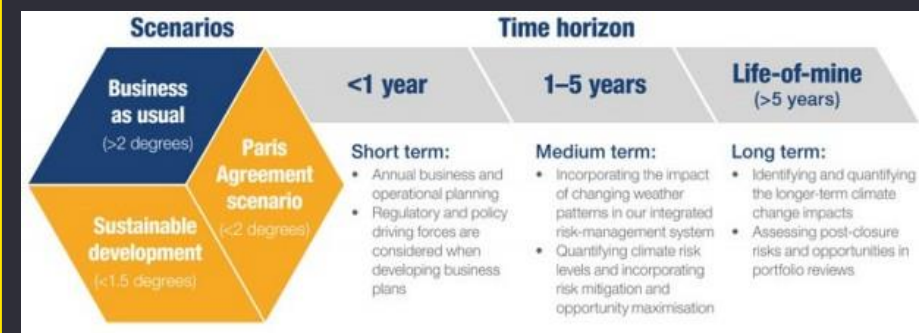 Scenarios
Time horizon
Business
as usual
(>2 degrees)
Paris
Agreement
scenario
(<2 degrees)
Sustainable
development
(<1.5 degrees)
<1 year
1–5 years
Life-of-mine
(>5 years)
Short term:
• Annual business and
operational planning
• Regulatory and policy
driving forces are
considered when
developing business
plans
Medium term:
• Incorporating the impact
of changing weather
patterns in our integrated
risk-management system
• Quantifying climate risk
levels and incorporating
risk mitigation and
opportunity maximisation
Long term:
• Identifying and quantifying
the longer-term climate
change impacts
• Assessing post-closure
risks and opportunities in
portfolio reviews